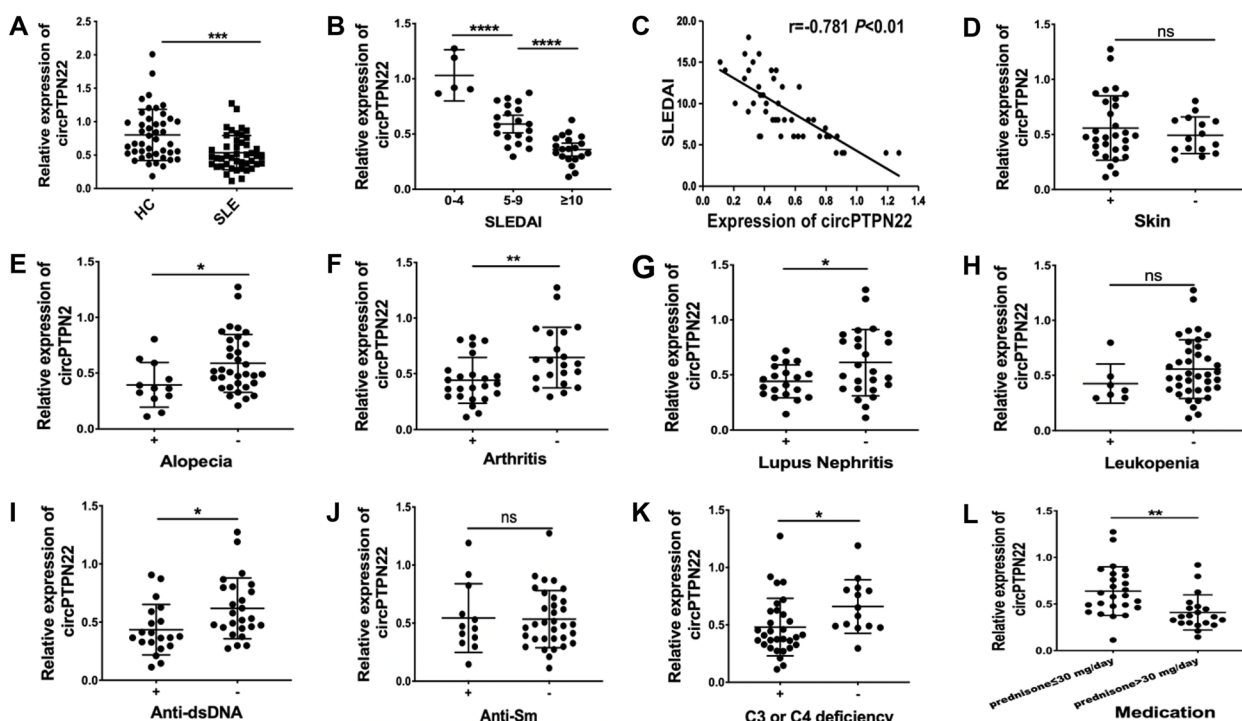 A
Relative expression of
circPTPN22
2.5
2.0
1.5
1.0
0.5
0.0
***
HC
SLE
B
Relative expression of
circPTPN22
1.5
1.0
0.5
0.0
****
****
0-4
5-9
≥10
SLEDAI
C
r=-0.781 P<0.01
SLEDAI
20.0
15.0
10.0
5.0
0.0
0.0 0.2 0.4 0.6 0.8 1.0 1.2 1.4
Expression of circPTPN22
D
Relative expression of
circPTPN2
1.5
1.0
0.5
0.0
ns
+
-
Skin
E
Relative expression of
circPTPN2
1.5
1.0
0.5
0.0
*
+
-
Alopecia
F
Relative expression of
circPTPN22
1.5
1.0
0.5
0.0
**
+
-
Arthritis
G
Relative expression of
circPTPN22
1.5
1.0
0.5
0.0
*
+
-
Lupus Nephritis
H
Relative expression of
circPTPN22
1.5
1.0
0.5
0.0
ns
+
-
Leukopenia
I
Relative expression of
circPTPN22
1.5
1.0
0.5
0.0
*
+
-
Anti-dsDNA
J
Relative expression of
circPTPN22
1.5
1.0
0.5
0.0
ns
+
-
Anti-Sm
K
Relative expression of
circPTPN22
1.5
1.0
0.5
0.0
*
+
-
C3 or C4 deficiency
L
Relative expression of
circPTPN22
1.5
1.0
0.5
0.0
**
prednisone≤30 mg/day
prednisone>30 mg/day
Medication